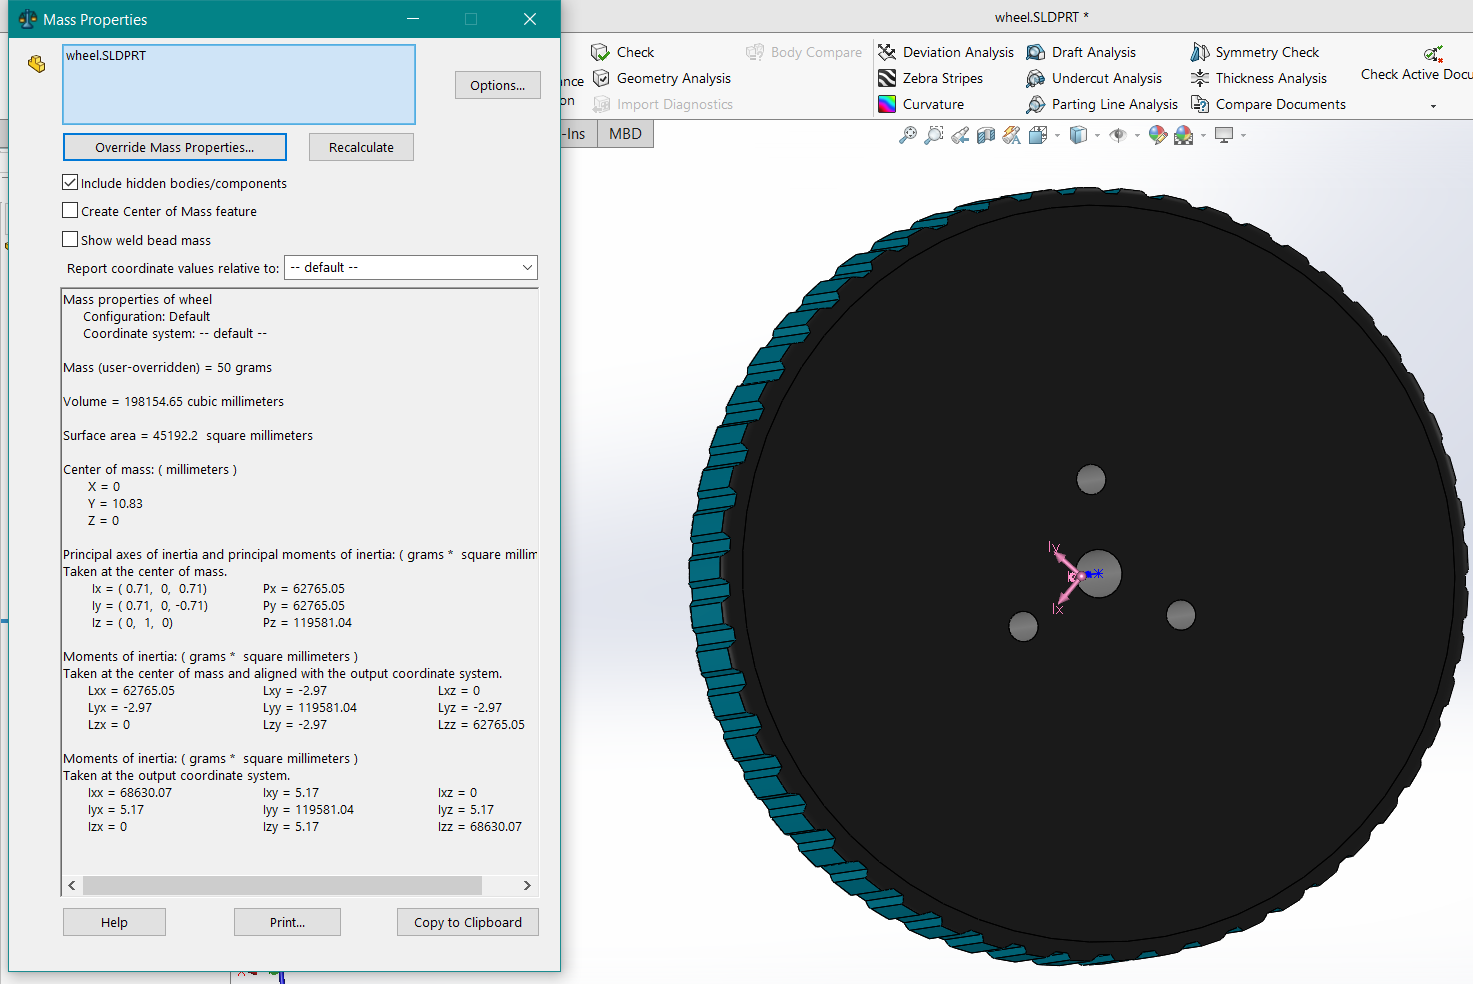 Mass Properties
wheel.SLDPRT
Options...
Override Mass Properties...
Recalculate
Include hidden bodies/components
Create Center of Mass feature
Show weld bead mass
Report coordinate values relative to: -- default --
Mass properties of wheel
Configuration: Default
Coordinate system: -- default --
Mass (user-overridden) = 50 grams
Volume = 198154.65 cubic millimeters
Surface area = 45192.2 square millimeters
Center of mass: ( millimeters )
X = 0
Y = 10.83
Z = 0
Principal axes of inertia and principal moments of inertia: ( grams * square millim
Taken at the center of mass.
Ix = ( 0.71, 0, 0.71) Px = 62765.05
Iy = ( 0.71, 0, -0.71) Py = 62765.05
Iz = ( 0, 1, 0) Pz = 119581.04
Moments of inertia: ( grams * square millimeters )
Taken at the center of mass and aligned with the output coordinate system.
Lxx = 62765.05 Lxy = -2.97 Lxz = 0
Lyx = -2.97 Lyy = 119581.04 Lyz = -2.97
Lzx = 0 Lzy = -2.97 Lzz = 62765.05
Moments of inertia: ( grams * square millimeters )
Taken at the output coordinate system.
Ixx = 68630.07 Ixy = 5.17 Ixz = 0
Iyx = 5.17 Iyy = 119581.04 Iyz = 5.17
Izx = 0 Izy = 5.17 Izz = 68630.07
Help
Print...
Copy to Clipboard
wheel.SLDPRT *
Check
Body Compare
Deviation Analysis
Draft Analysis
Symmetry Check
Check Active Docu
ance
on
Geometry Analysis
Zebra Stripes
Undercut Analysis
Thickness Analysis
Import Diagnostics
Curvature
Parting Line Analysis
Compare Documents
-Ins
MBD
Iy
Ix